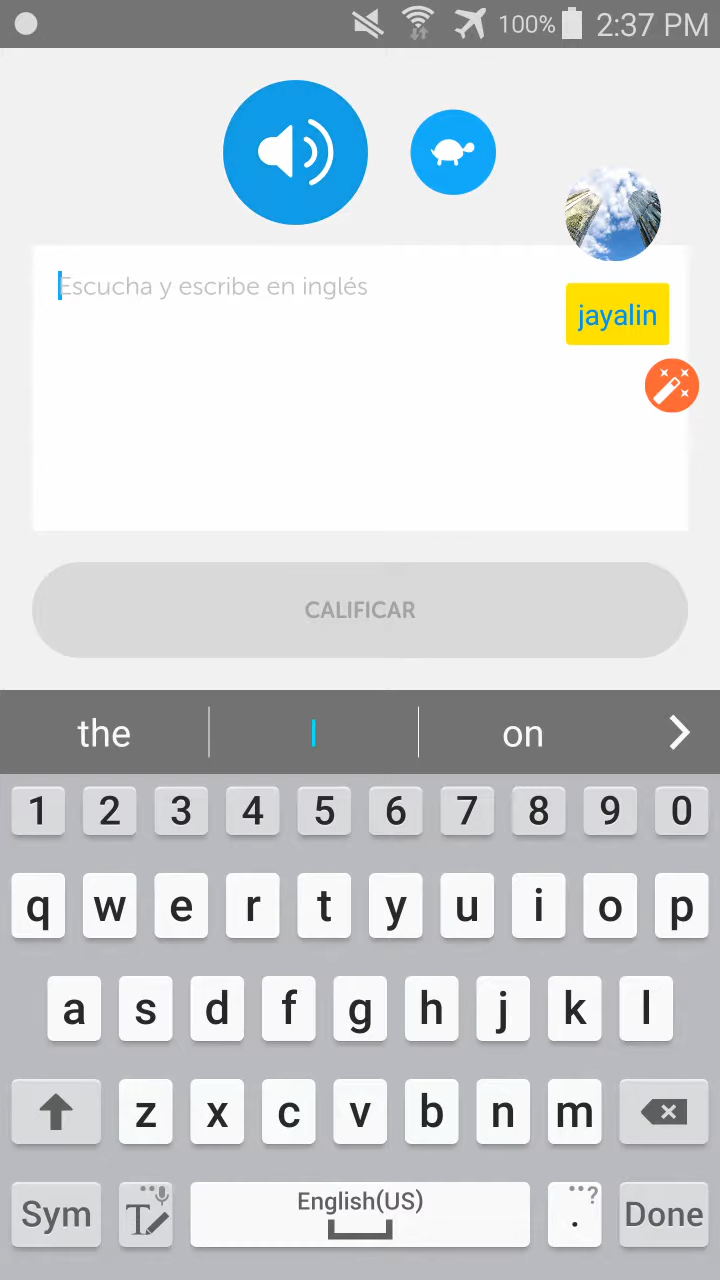 100% 2:37 PM
Escucha y escribe en inglés
jayalin
CALIFICAR
the I on
1 2 3 4 5 6 7 8 9 0
q w e r t y u i o p
a s d f g h j k l
z x c v b n m
Sym T English(US) . ? Done